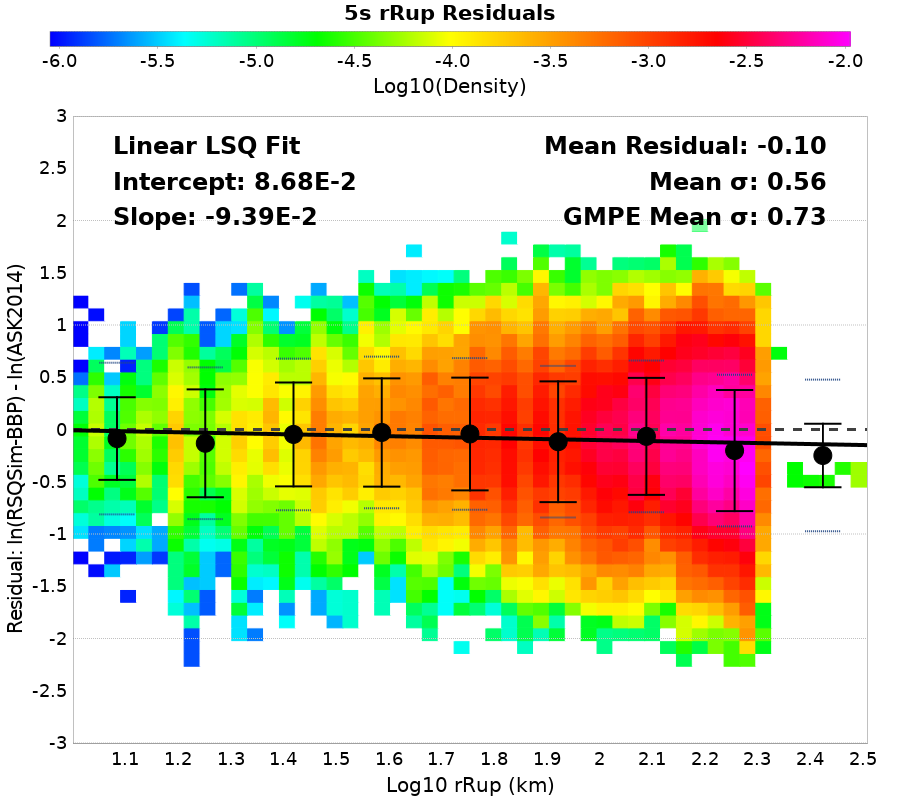 5s rRup Residuals
-6.0 -5.5 -5.0 -4.5 -4.0 -3.5 -3.0 -2.5 -2.0
Log10(Density)
Linear LSQ Fit
Intercept: 8.68E-2
Slope: -9.39E-2
Mean Residual: -0.10
Mean σ: 0.56
GMPE Mean σ: 0.73
Residual: ln(RSQSim-BBP) - ln(ASK2014)
3
2.5
2
1.5
1
0.5
0
-0.5
-1
-1.5
-2
-2.5
-3
1.1 1.2 1.3 1.4 1.5 1.6 1.7 1.8 1.9 2 2.1 2.2 2.3 2.4 2.5
Log10 rRup (km)